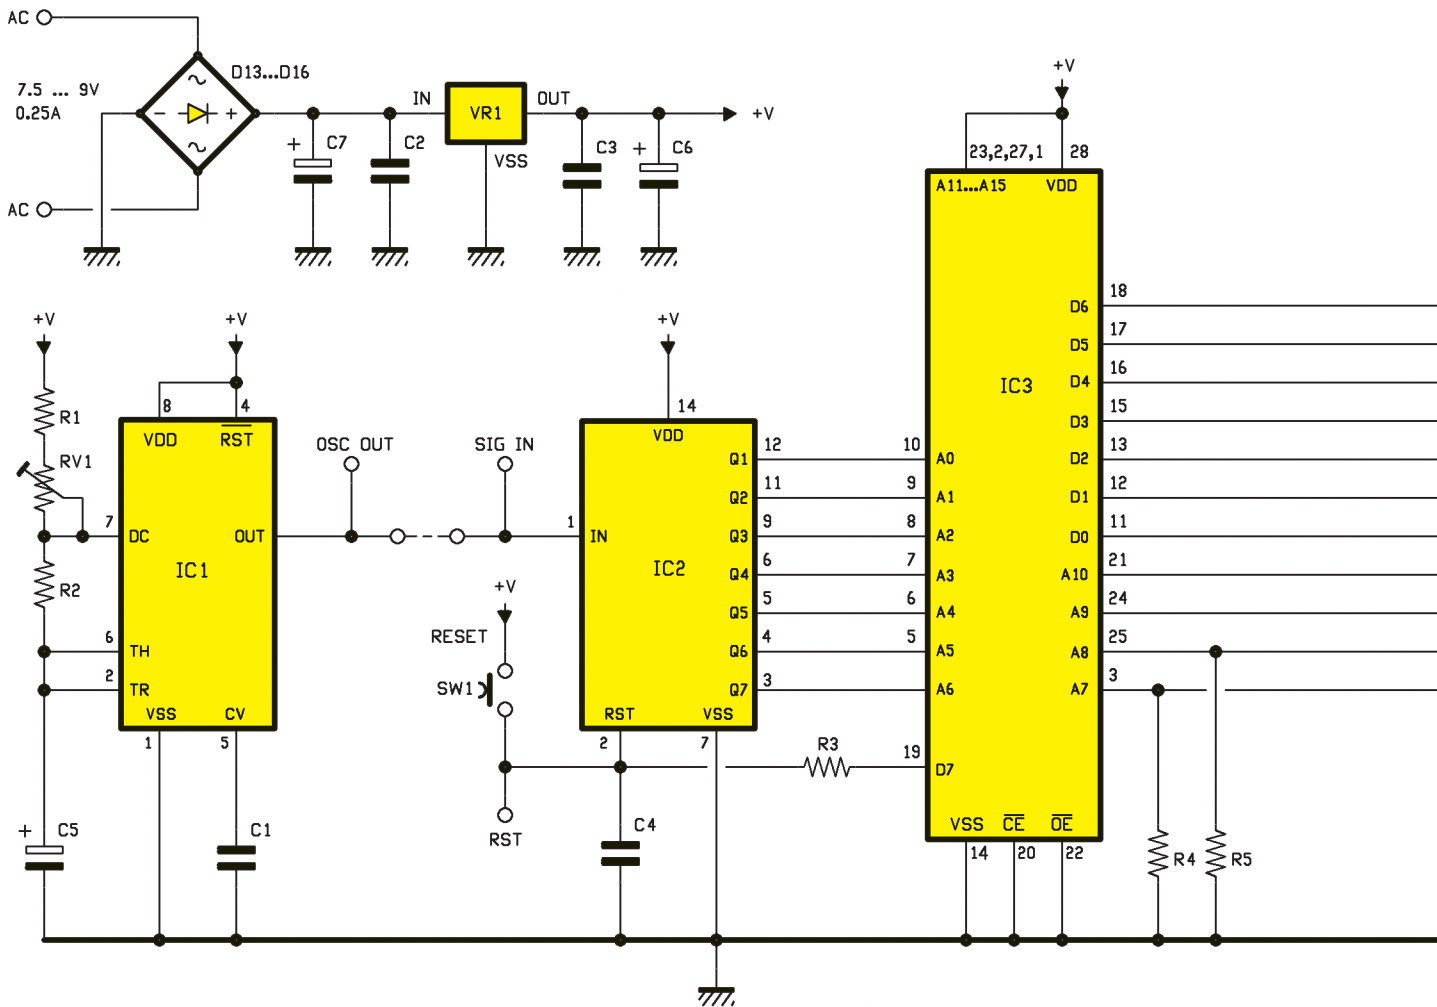 AC
D13...D16
7.5 ... 9V
0.25A
~
- +
~
AC
+ C7
C2
IN
VR1
OUT
VSS
C3
+ C6
+V
+V
23,2,27,1
28
A11...A15
VDD
IC3
D6 18
D5 17
D4 16
D3 15
D2 13
D1 12
D0 11
A10 21
A9 24
A8 25
A7 3
10 A0
9 A1
8 A2
7 A3
6 A4
5 A5
6 A6
19 D7
VSS
CE
OE
14
20
22
R4
R5
+V
+V
R1
RV1
R2
8
4
VDD
RST
7 DC
OUT
IC1
6 TH
2 TR
VSS
CV
1
5
+ C5
C1
OSC OUT
SIG IN
+V
14
VDD
1 IN
IC2
Q1 12
Q2 11
Q3 9
Q4 6
Q5 5
Q6 4
Q7 3
RST
VSS
2
7
+V
RESET
SW1
RST
C4
R3